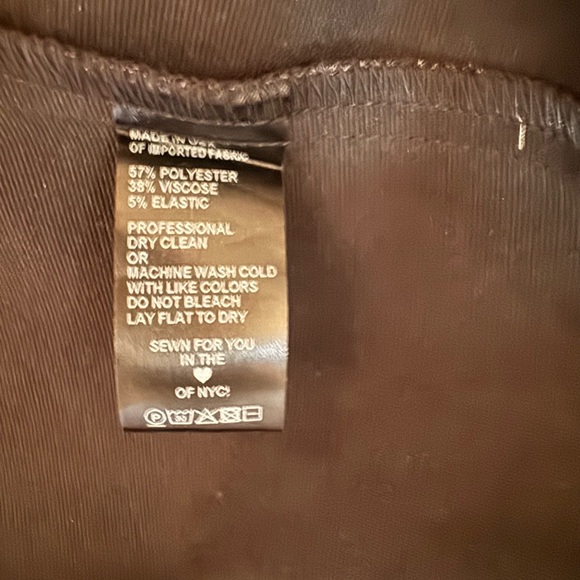 MADE IN USA
OF IMPORTED FABRIC
57% POLYESTER
38% VISCOSE
5% ELASTIC
PROFESSIONAL
DRY CLEAN
OR
MACHINE WASH COLD
WITH LIKE COLORS
DO NOT BLEACH
LAY FLAT TO DRY
SEWN FOR YOU
IN THE
♥
OF NYC!
P 30